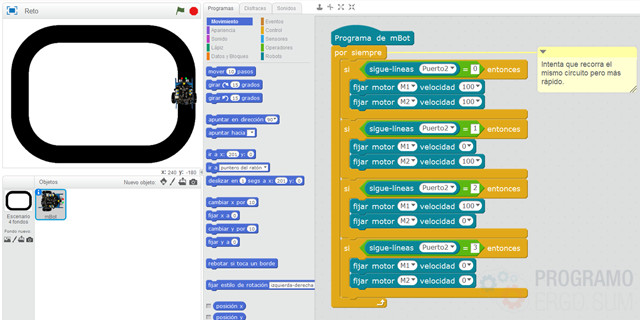 Reto
Programas
Disfraces
Sonidos
Movimiento
Eventos
Apariencia
Control
Sonido
Sensores
Lápiz
Operadores
Datos y Bloques
Robots
mover 10 pasos
girar 15 grados
girar 15 grados
apuntar en dirección 90
apuntar hacia
ir a x: 201 y: 0
ir a puntero del ratón
deslizar en 1 segs a x: 201 y: 0
cambiar x por 10
fijar x a 0
cambiar y por 10
fijar y a 0
rebotar si toca un borde
fijar estilo de rotación izquierda-derecha
posición x
posición y
X: 240 Y: -180
Objetos
Nuevo objeto:
Escenario
4 fondos
Fondo nuevo
mBot
Programa de mBot
por siempre
si sigue-líneas Puerto2 = 0 entonces
fijar motor M1 velocidad 100
fijar motor M2 velocidad 100
si sigue-líneas Puerto2 = 1 entonces
fijar motor M1 velocidad 0
fijar motor M2 velocidad 100
si sigue-líneas Puerto2 = 2 entonces
fijar motor M1 velocidad 100
fijar motor M2 velocidad 0
si sigue-líneas Puerto2 = 3 entonces
fijar motor M1 velocidad 0
fijar motor M2 velocidad 0
Intenta que recorra el
mismo circuito pero más
rápido.
PROGRAMO
ERGO SUM